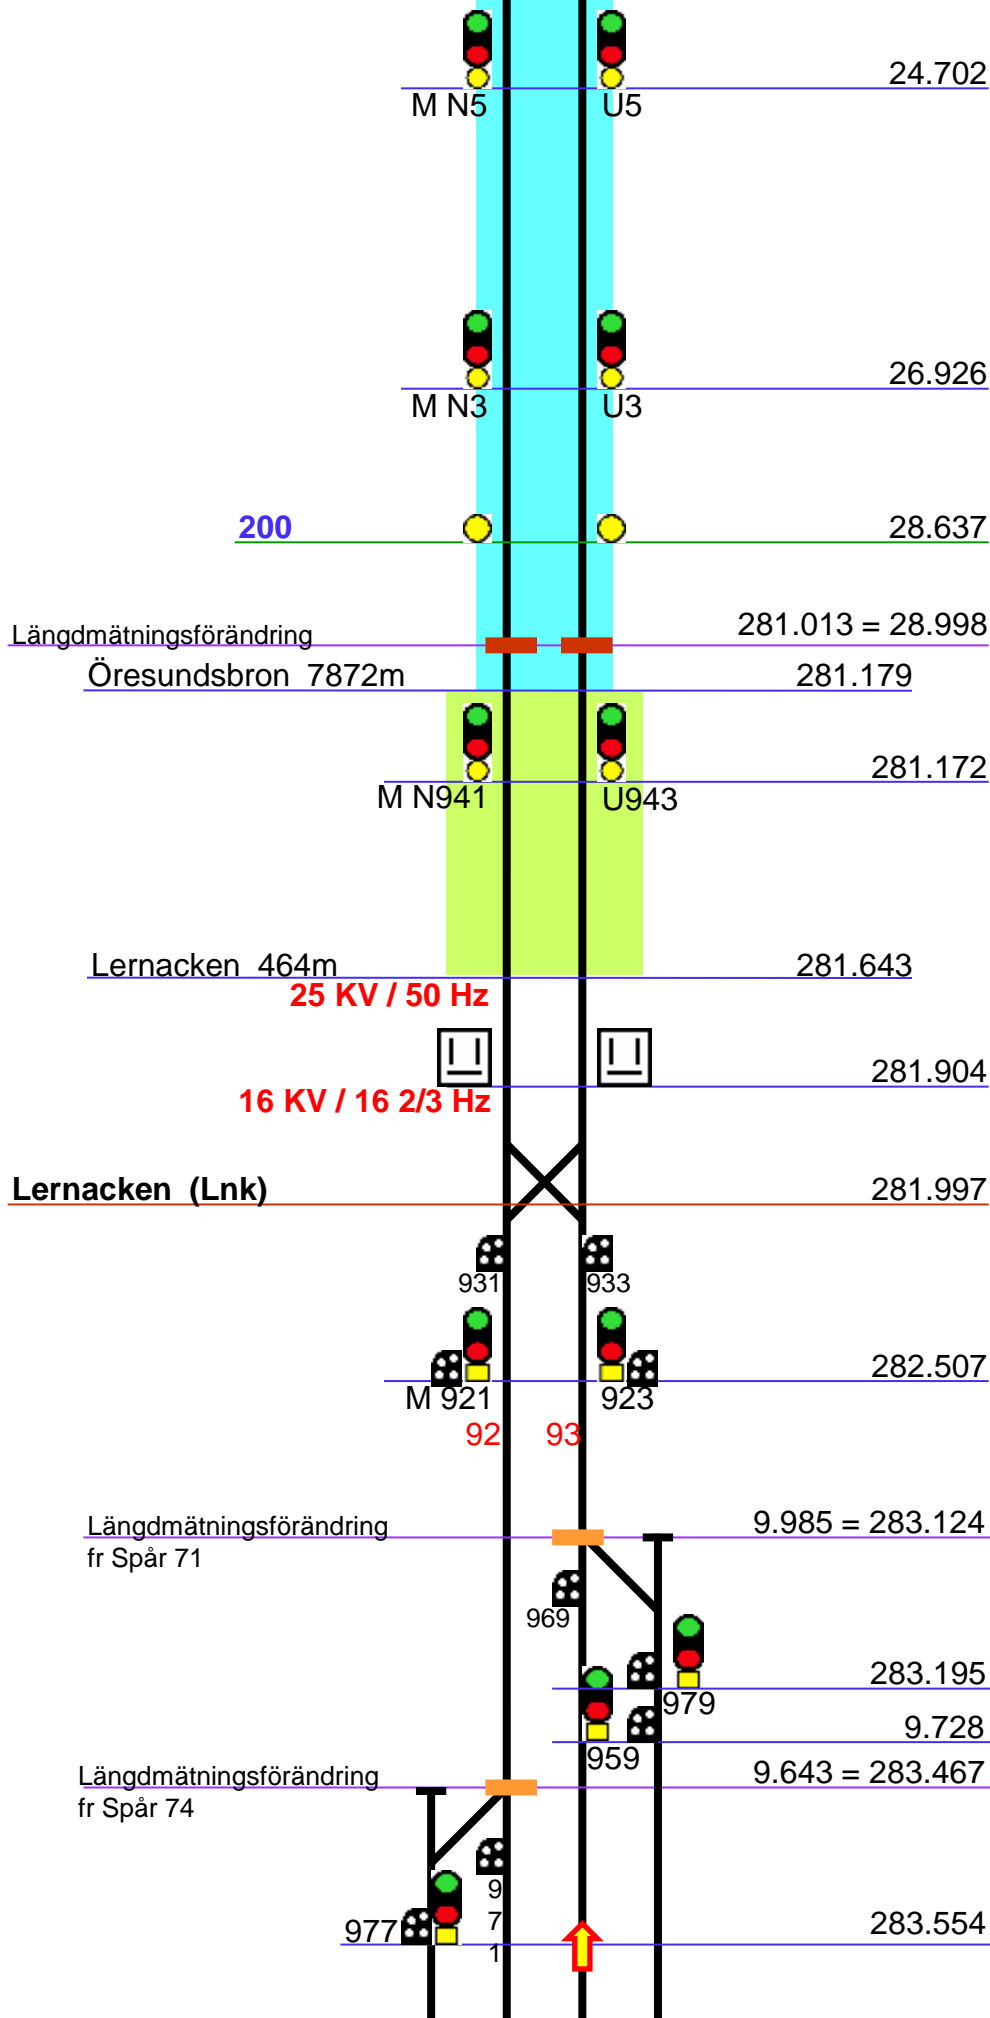 24.702
M N5 U5
26.926
M N3 U3
200 28.637
281.013 = 28.998
Längdmätningsförändring
Öresundsbron 7872m 281.179
281.172
M N941 U943
Lernacken 464m 281.643
25 KV / 50 Hz
281.904
16 KV / 16 2/3 Hz
Lernacken (Lnk) 281.997
931 933
282.507
M 921 923
92 93
Längdmätningsförändring 9.985 = 283.124
fr Spår 71
969
283.195
979
9.728
959
Längdmätningsförändring 9.643 = 283.467
fr Spår 74
9
7
1
977 283.554